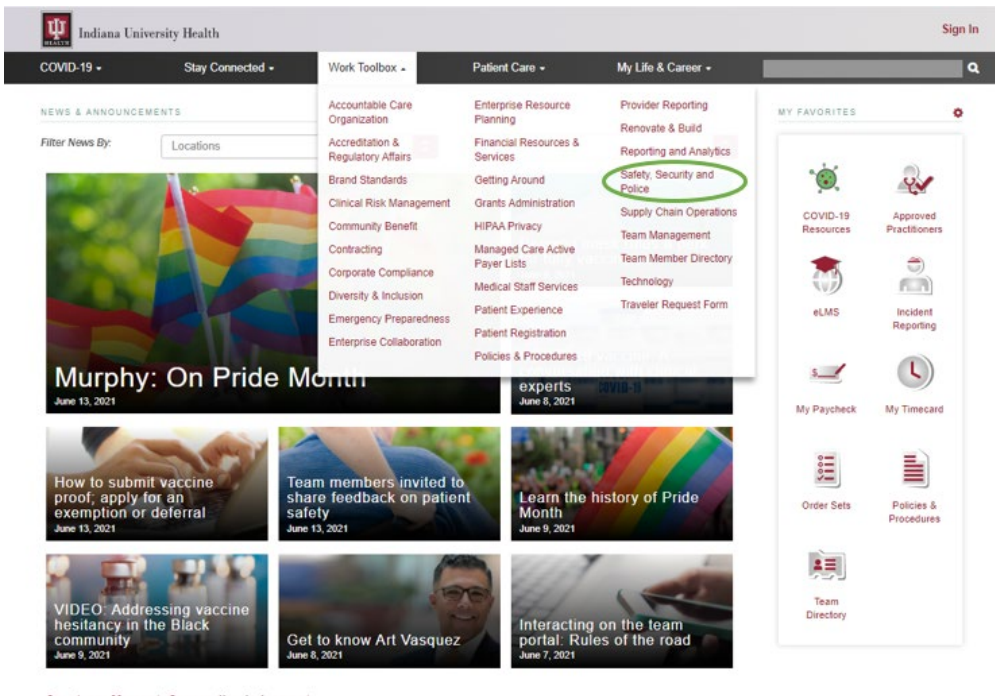 Ψ
HEALTH
Indiana University Health
Sign In
COVID-19
Stay Connected
Work Toolbox
Patient Care
My Life & Career
NEWS & ANNOUNCEMENTS
Filter News By:
Locations
Accountable Care
Organization
Accreditation &
Regulatory Affairs
Brand Standards
Clinical Risk Management
Community Benefit
Contracting
Corporate Compliance
Diversity & Inclusion
Emergency Preparedness
Enterprise Collaboration
Enterprise Resource
Planning
Financial Resources &
Services
Getting Around
Grants Administration
HIPAA Privacy
Managed Care Active
Payer Lists
Medical Staff Services
Patient Experience
Patient Registration
Policies & Procedures
Provider Reporting
Renovate & Build
Reporting and Analytics
Safety, Security and
Police
Supply Chain Operations
Team Management
Team Member Directory
Technology
Traveler Request Form
Murphy: On Pride Month
June 13, 2021
experts
June 8, 2021
How to submit vaccine
proof; apply for an
exemption or deferral
June 13, 2021
Team members invited to
share feedback on patient
safety
June 13, 2021
Learn the history of Pride
Month
June 9, 2021
VIDEO: Addressing vaccine
hesitancy in the Black
community
June 9, 2021
Get to know Art Vasquez
June 8, 2021
Interacting on the team
portal: Rules of the road
June 7, 2021
MY FAVORITES
COVID-19
Resources
Approved
Practitioners
eLMS
Incident
Reporting
My Paycheck
My Timecard
Order Sets
Policies &
Procedures
Team
Directory